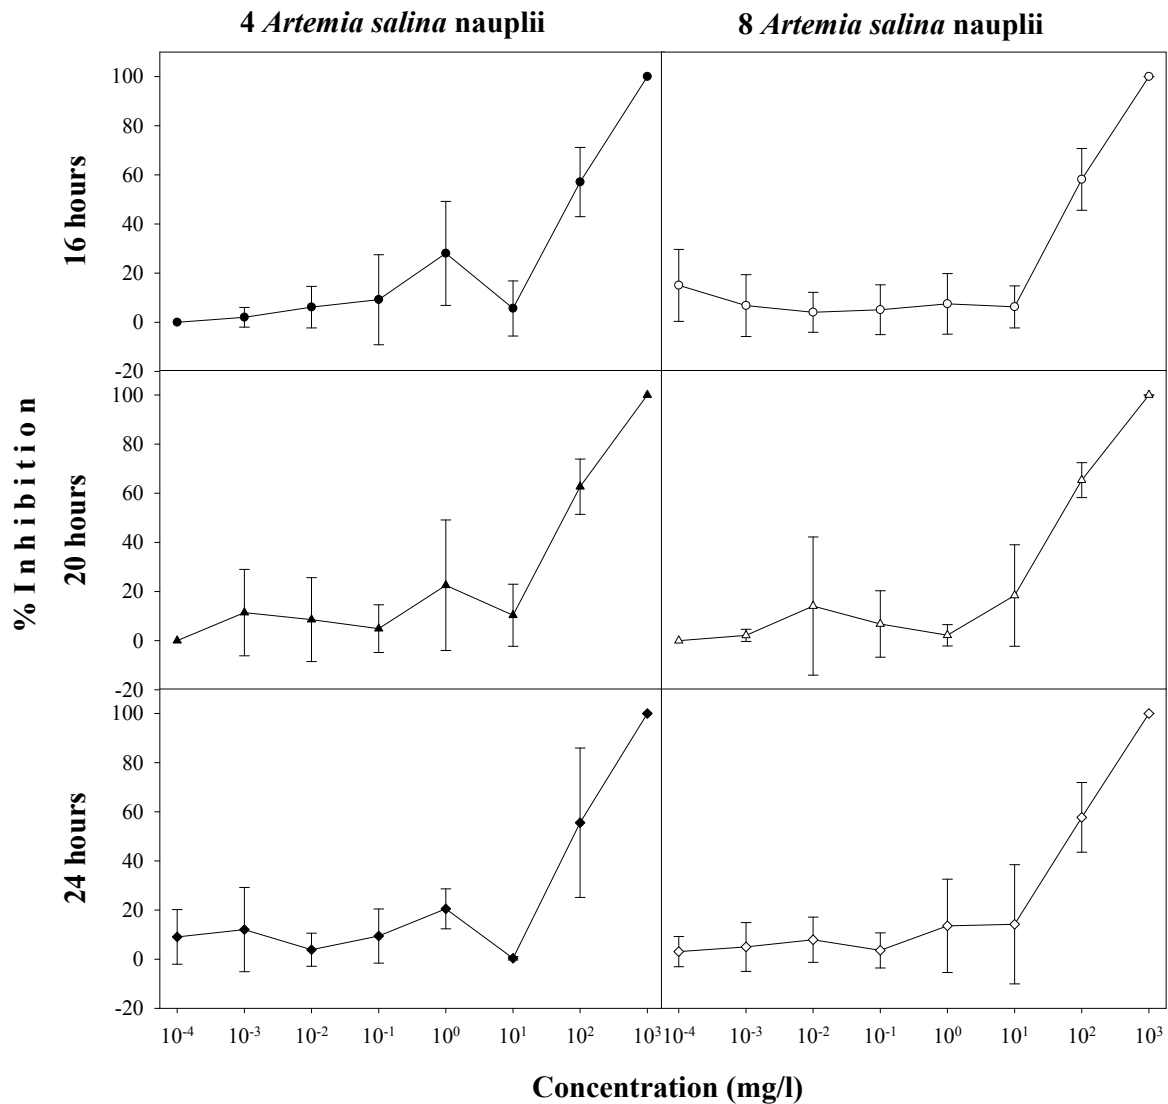 4 Artemia salina nauplii
8 Artemia salina nauplii
% Inhibition
16 hours
100
80
60
40
20
0
-20
20 hours
100
80
60
40
20
0
-20
24 hours
100
80
60
40
20
0
-20
10⁻⁴ 10⁻³ 10⁻² 10⁻¹ 10⁰ 10¹ 10² 10³
10⁻⁴ 10⁻³ 10⁻² 10⁻¹ 10⁰ 10¹ 10² 10³
Concentration (mg/l)